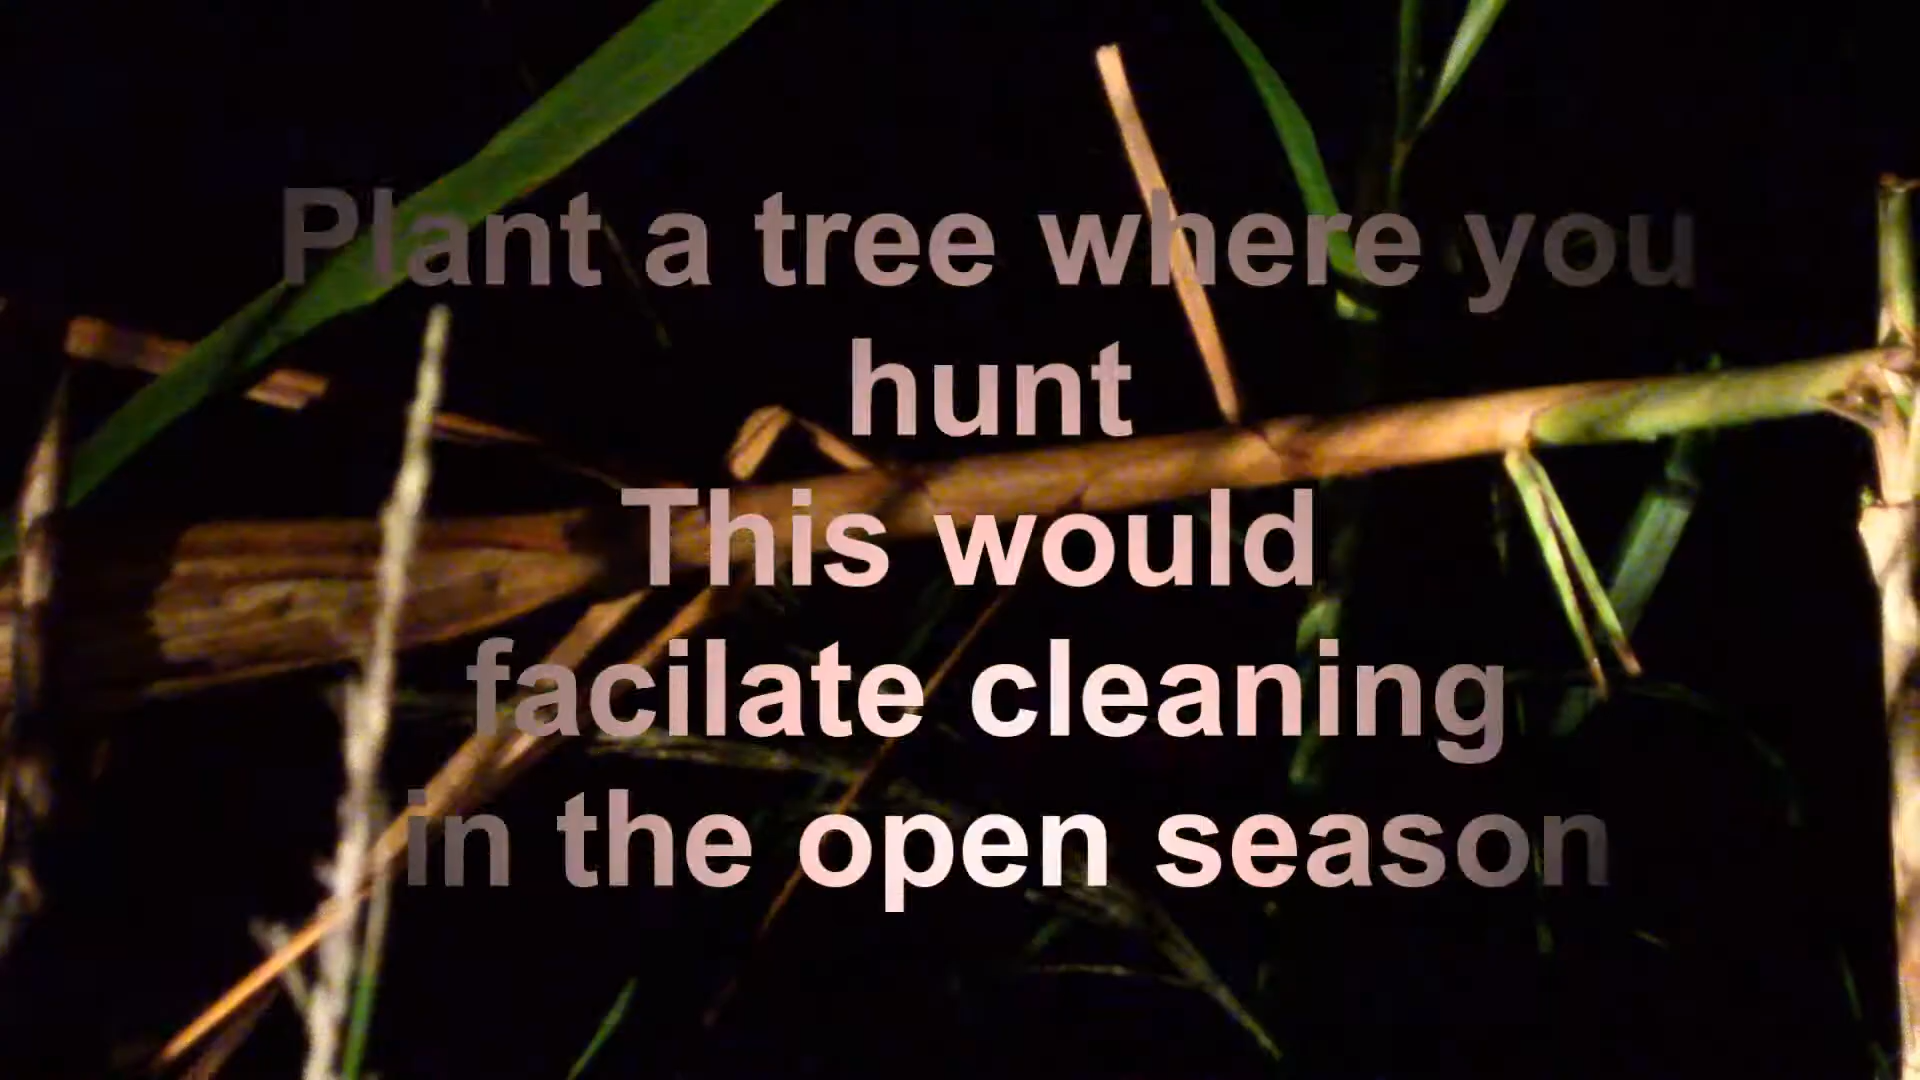 Plant a tree where you
hunt
This would
facilate cleaning
in the open season